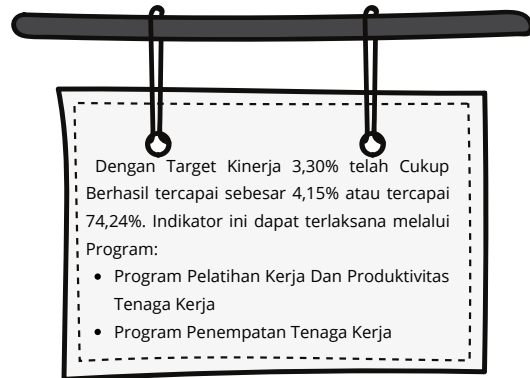 Dengan Target Kinerja 3,30% telah Cukup
Berhasil tercapai sebesar 4,15% atau tercapai
74,24%. Indikator ini dapat terlaksana melalui
Program:
• Program Pelatihan Kerja Dan Produktivitas
Tenaga Kerja
• Program Penempatan Tenaga Kerja